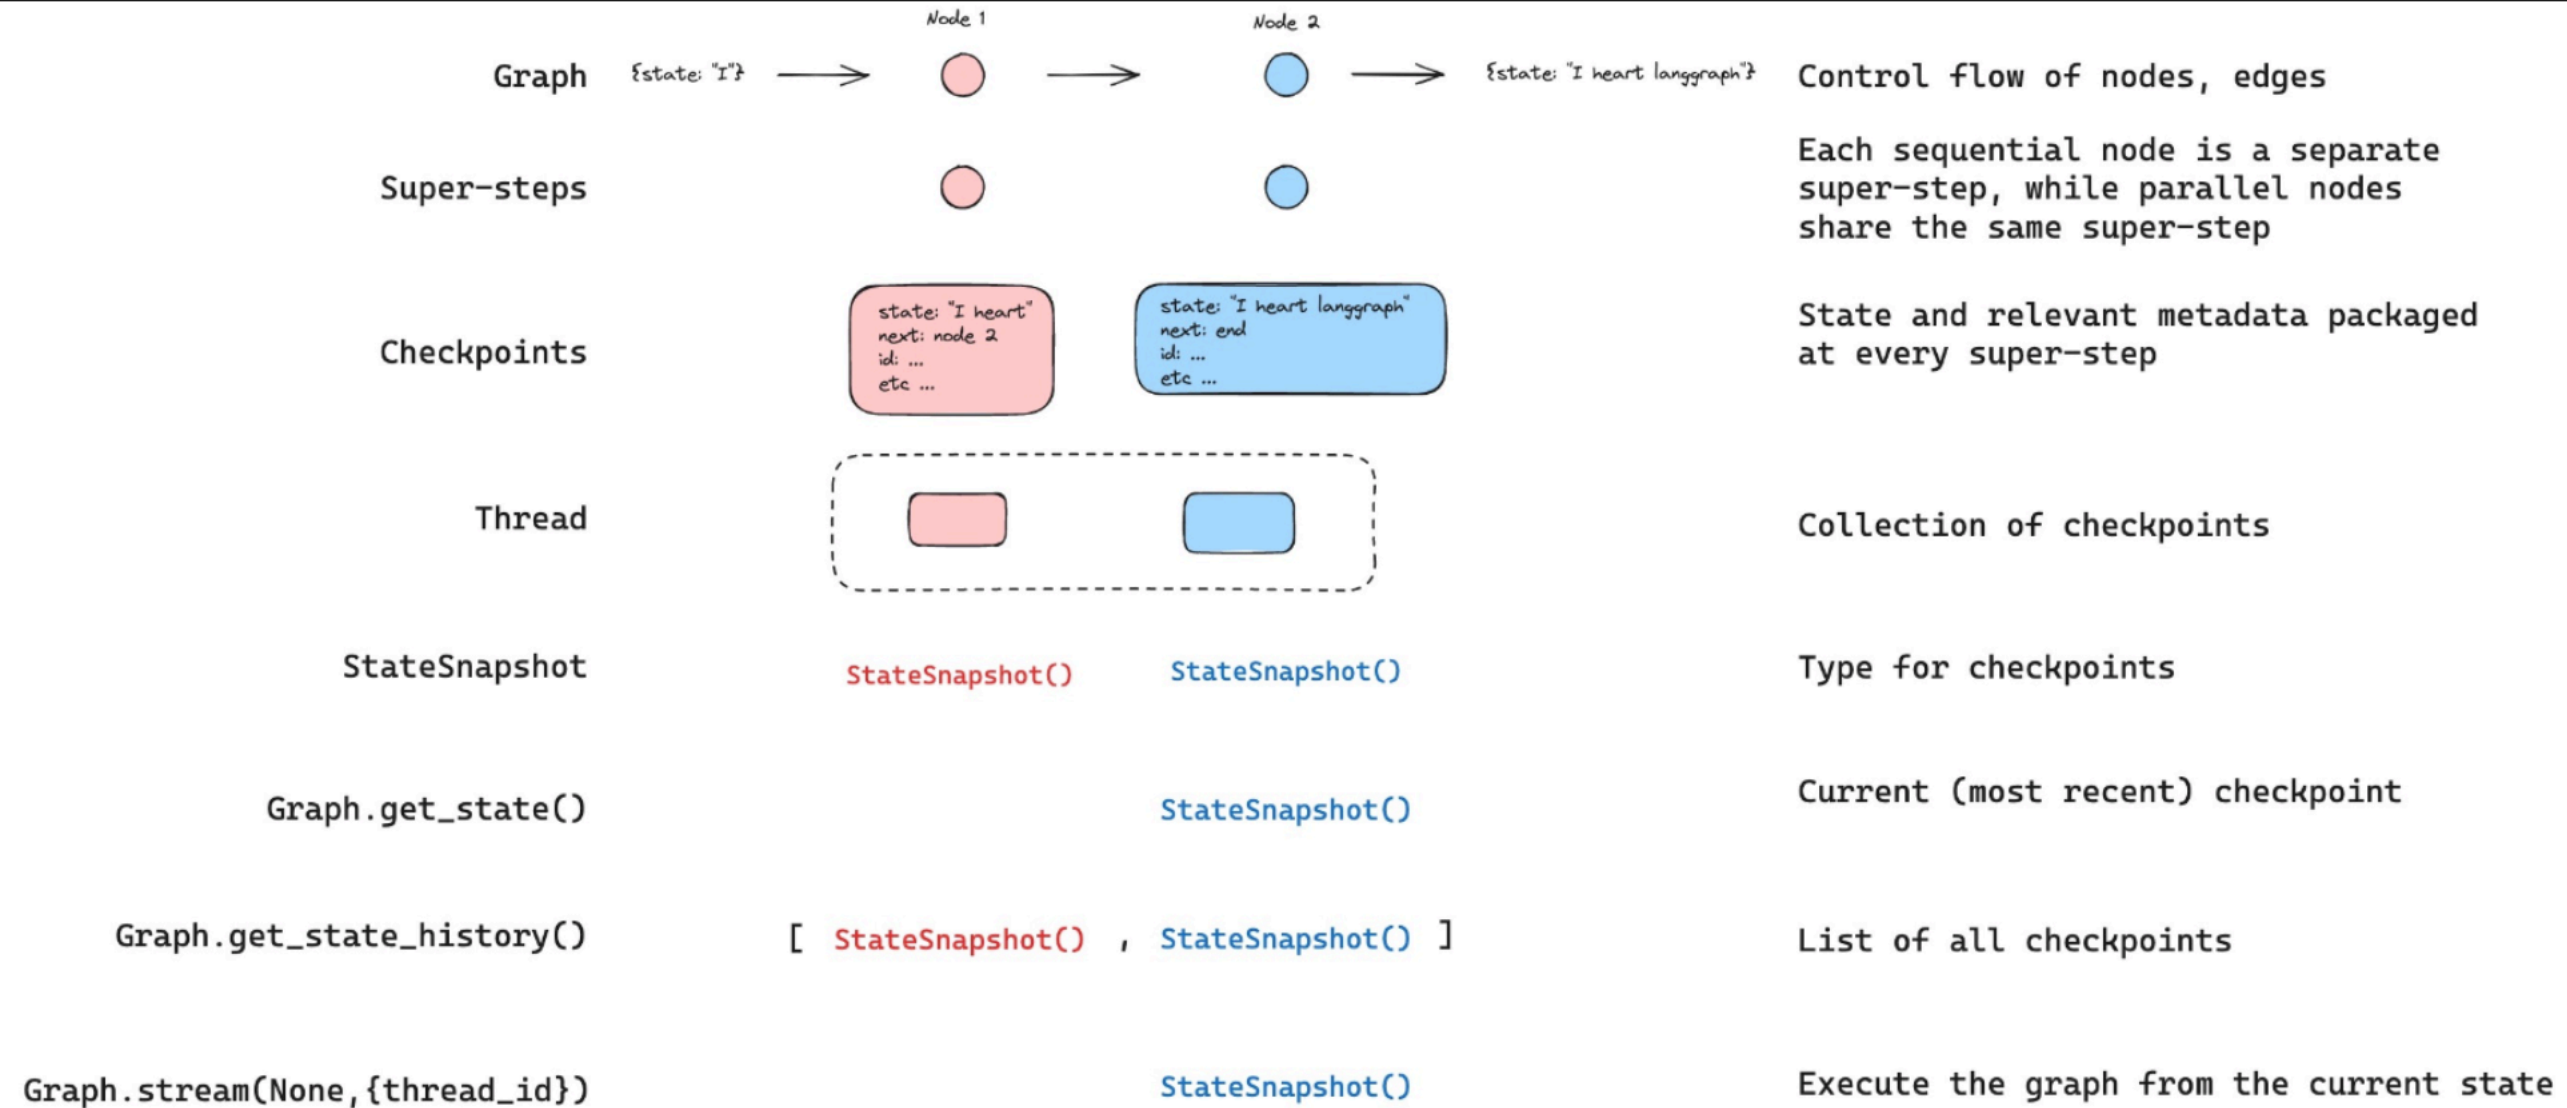 Node 1
Node 2
Graph
{state: "I"}
{state: "I heart langgraph"}
Control flow of nodes, edges
Super-steps
Each sequential node is a separate
super-step, while parallel nodes
share the same super-step
Checkpoints
state: "I heart"
next: node 2
id: ...
etc ...
state: "I heart langgraph"
next: end
id: ...
etc ...
State and relevant metadata packaged
at every super-step
Thread
Collection of checkpoints
StateSnapshot
StateSnapshot()
StateSnapshot()
Type for checkpoints
Graph.get_state()
StateSnapshot()
Current (most recent) checkpoint
Graph.get_state_history()
[ StateSnapshot() , StateSnapshot() ]
List of all checkpoints
Graph.stream(None,{thread_id})
StateSnapshot()
Execute the graph from the current state